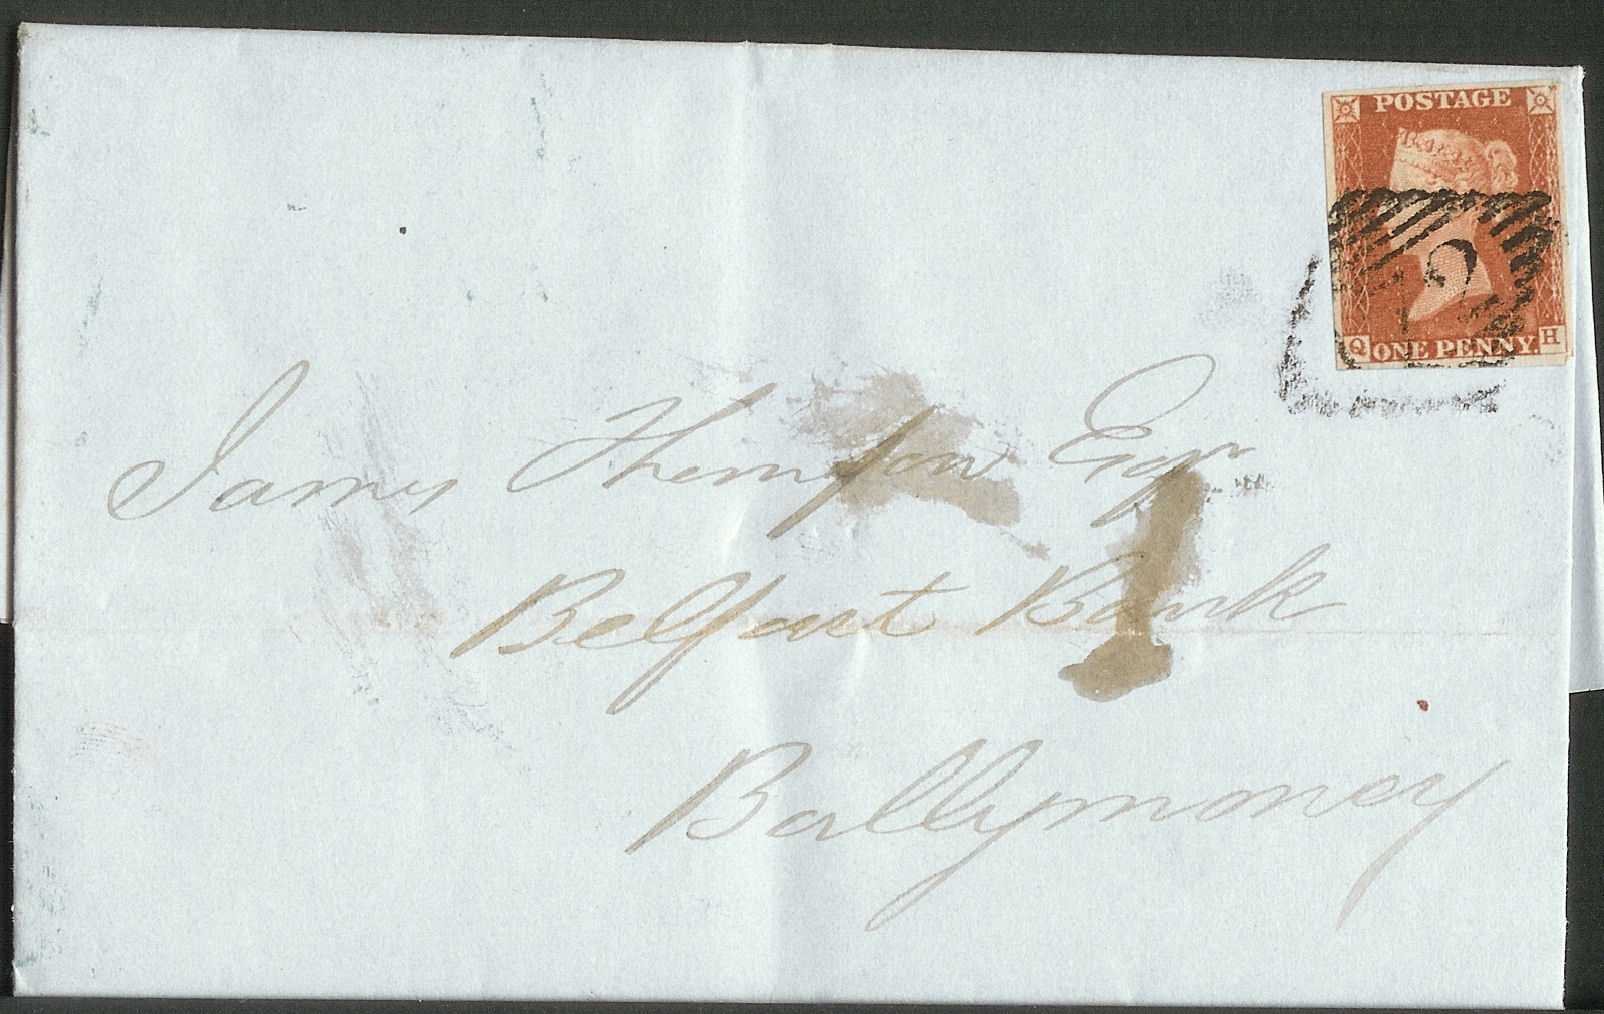 POSTAGE
Q ONE PENNY. H
James Thompson Esqr
Belfast Bank
Ballymoney